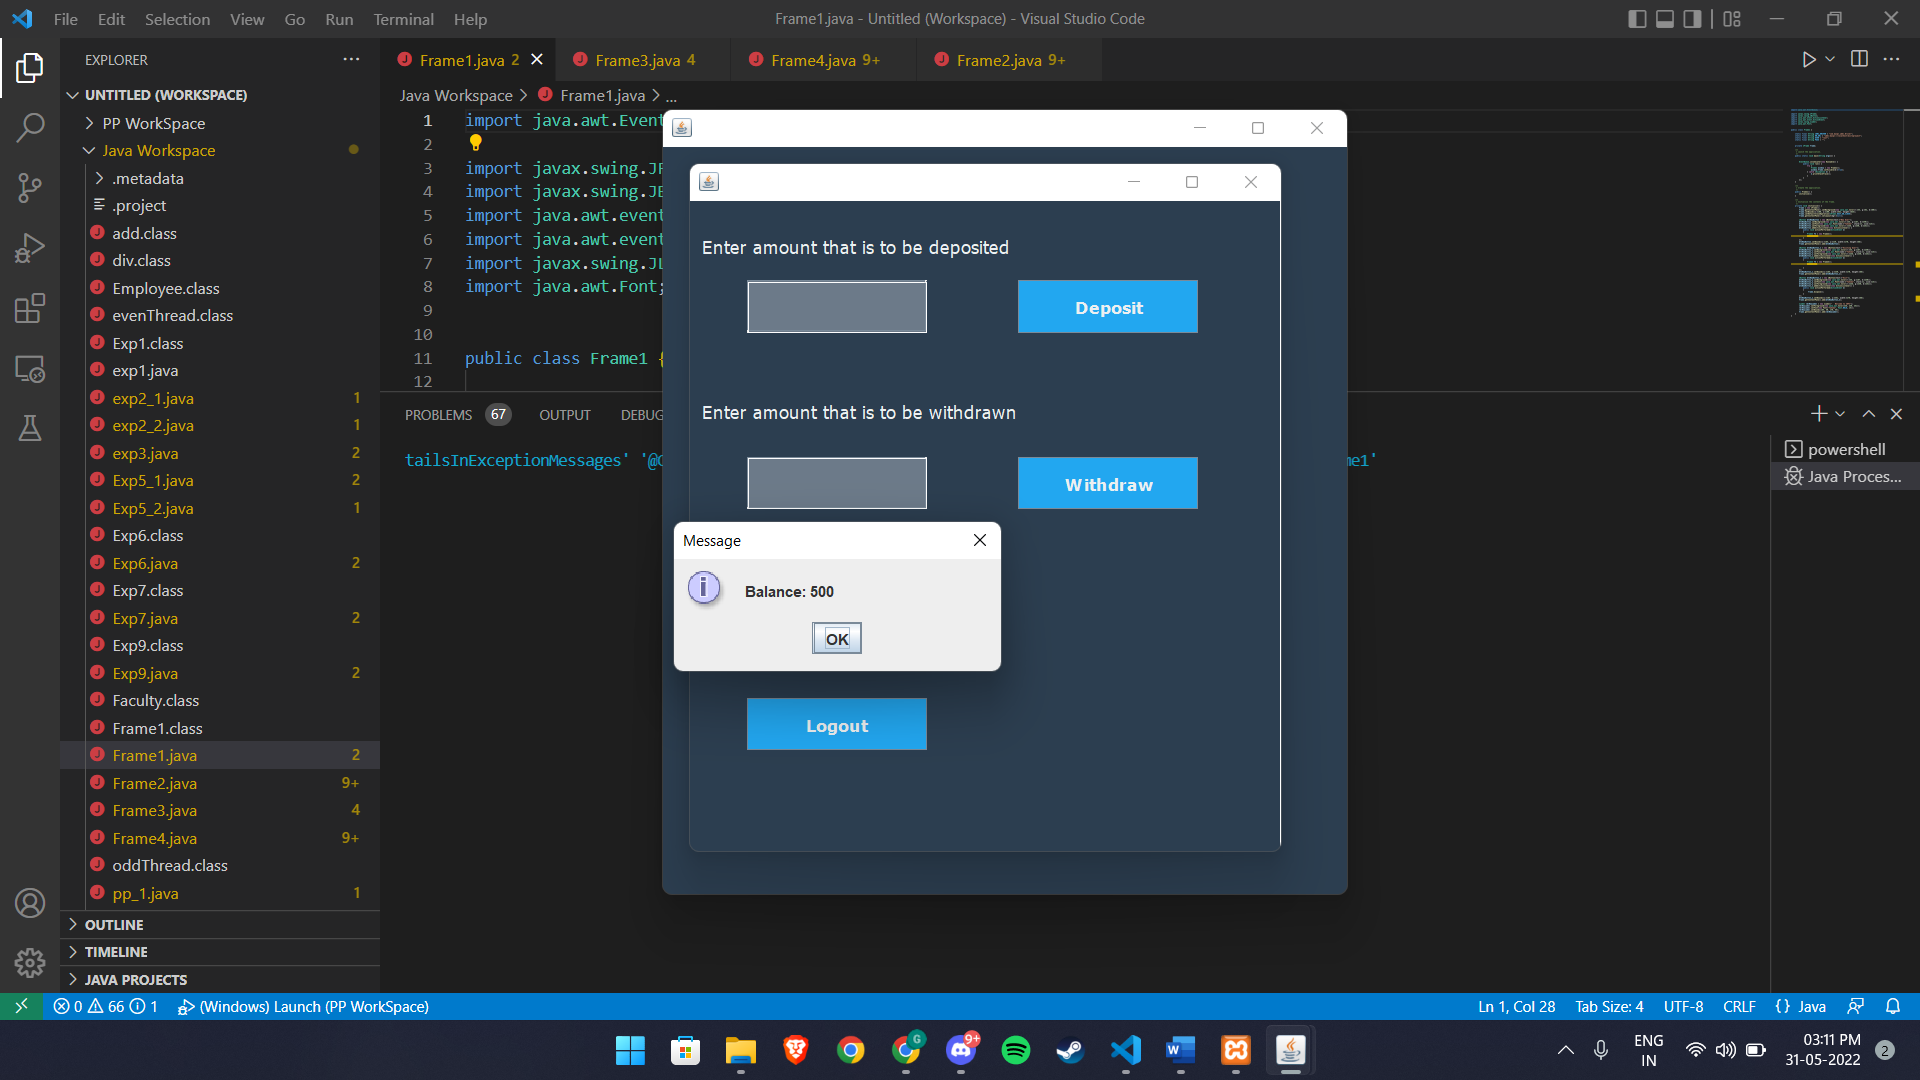 File Edit Selection View Go Run Terminal Help
Frame1.java - Untitled (Workspace) - Visual Studio Code
EXPLORER
UNTITLED (WORKSPACE)
PP WorkSpace
Java Workspace
.metadata
.project
add.class
div.class
Employee.class
evenThread.class
Exp1.class
exp1.java
exp2_1.java 1
exp2_2.java 1
exp3.java 2
Exp5_1.java 2
Exp5_2.java 1
Exp6.class
Exp6.java 2
Exp7.class
Exp7.java 2
Exp9.class
Exp9.java 2
Faculty.class
Frame1.class
Frame1.java 2
Frame2.java 9+
Frame3.java 4
Frame4.java 9+
oddThread.class
pp_1.java 1
OUTLINE
TIMELINE
JAVA PROJECTS
Frame1.java 2 Frame3.java 4 Frame4.java 9+ Frame2.java 9+
Java Workspace > Frame1.java > ...
1 import java.awt.Event
2
3 import javax.swing.JF
4 import javax.swing.JB
5 import java.awt.event
6 import java.awt.event
7 import javax.swing.JL
8 import java.awt.Font;
9
10
11 public class Frame1 {
12
PROBLEMS 67 OUTPUT DEBUG
tailsInExceptionMessages' '@
me1'
powershell
Java Proces...
Enter amount that is to be deposited
Deposit
Enter amount that is to be withdrawn
Withdraw
Message
Balance: 500
OK
Logout
0 66 1 (Windows) Launch (PP WorkSpace)
Ln 1, Col 28 Tab Size: 4 UTF-8 CRLF {} Java
G
9+
ENG
IN
03:11 PM
31-05-2022
2